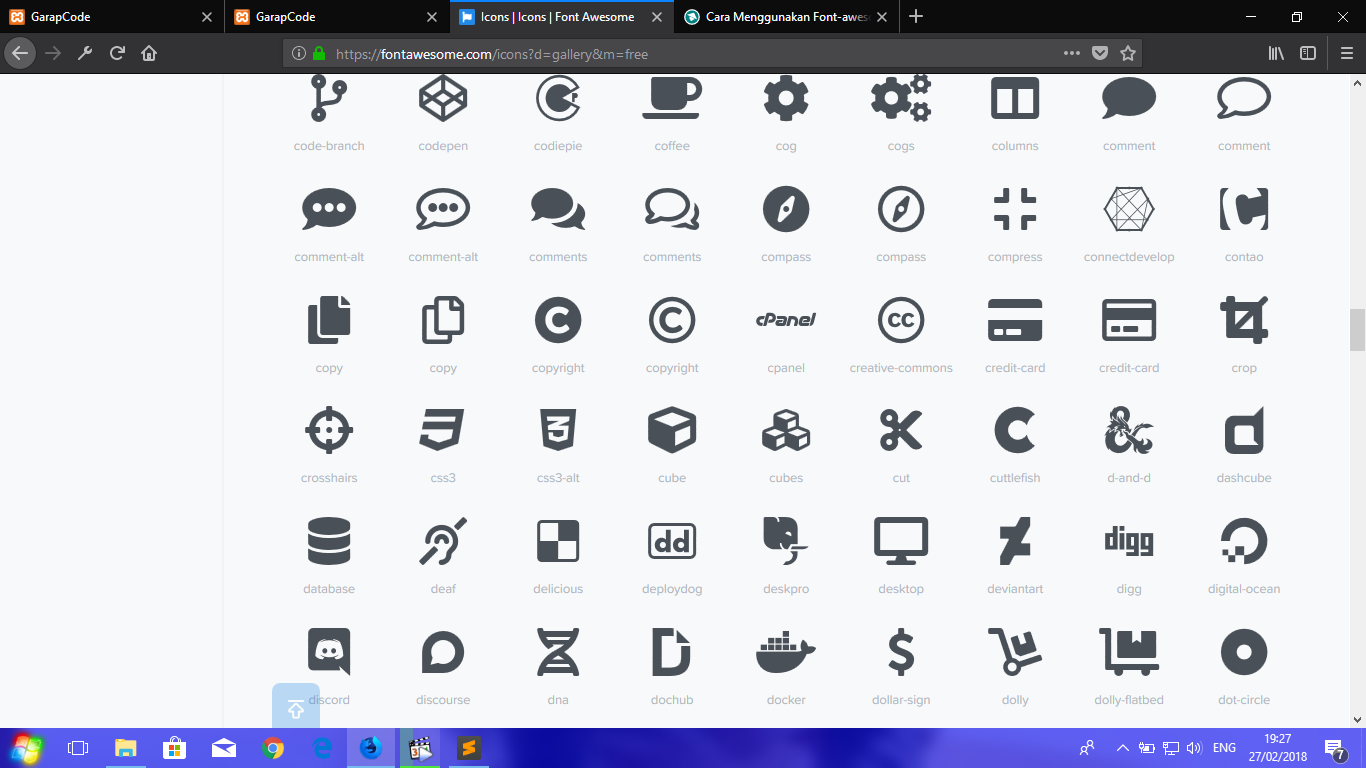 GarapCode
GarapCode
Icons | Icons | Font Awesome
Cara Menggunakan Font-awes
https://fontawesome.com/icons?d=gallery&m=free
code-branch codepen codiepie coffee cog cogs columns comment comment
comment-alt comment-alt comments comments compass compass compress connectdevelop contao
cPanel
CC
copy copy copyright copyright cpanel creative-commons credit-card credit-card crop
3
crosshairs css3 css3-alt cube cubes cut cuttlefish d-and-d dashcube
dd
digg
database deaf delicious deploydog deskpro desktop deviantart digg digital-ocean
$
discord discourse dna dochub docker dollar-sign dolly dolly-flatbed dot-circle
ENG
19:27
27/02/2018
7